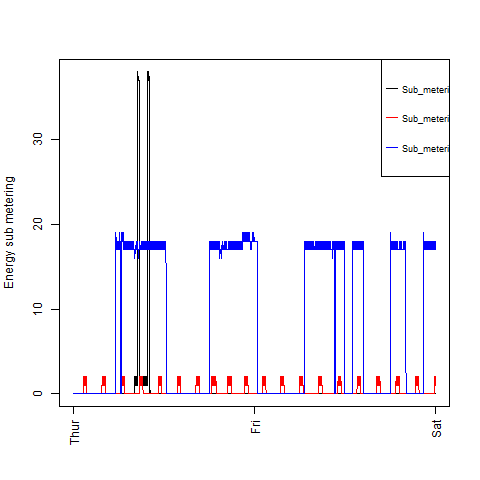 Energy sub metering
30
20
10
0
Thur
Fri
Sat
Sub_meteri
Sub_meteri
Sub_meteri